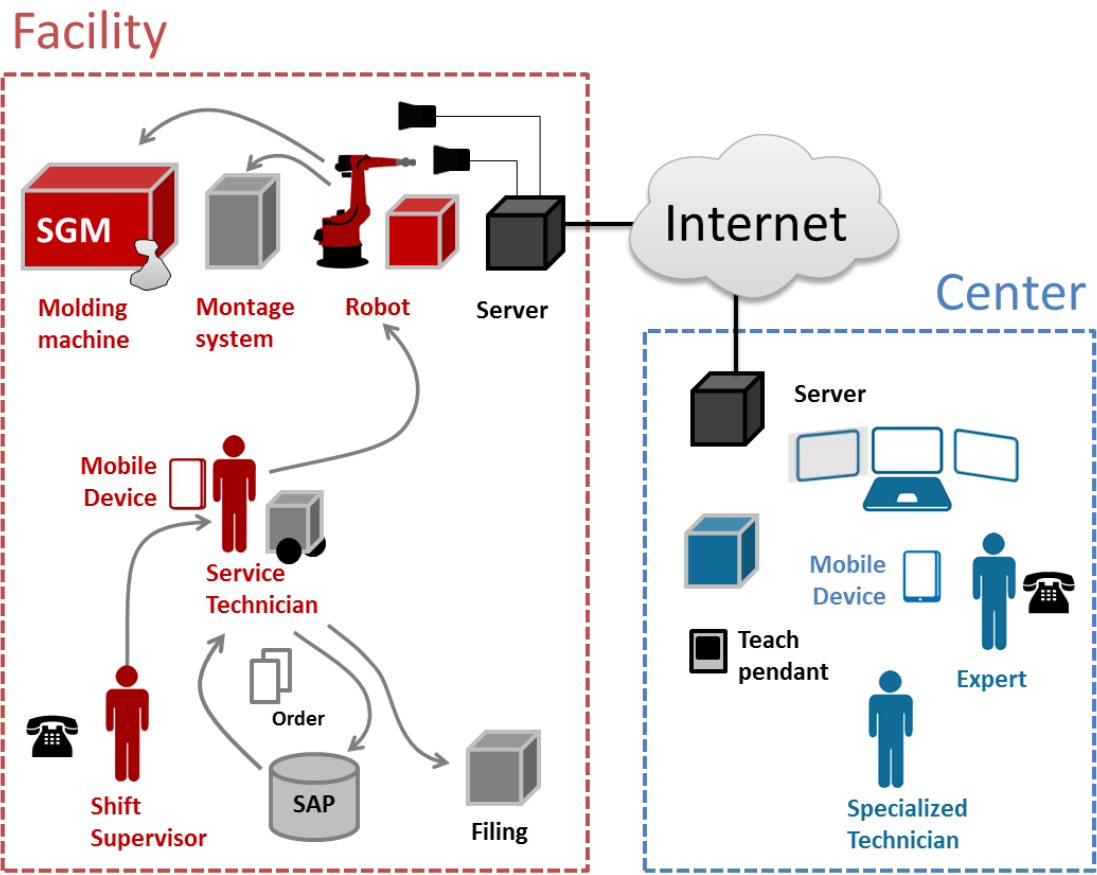 Facility
SGM
Molding
machine
Montage
system
Robot
Server
Internet
Center
Server
Mobile
Device
Service
Technician
Order
SAP
Filing
Shift
Supervisor
Mobile
Device
Teach
pendant
Expert
Specialized
Technician